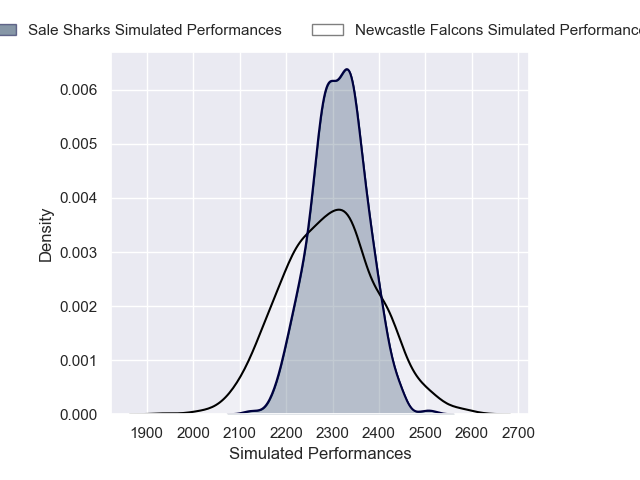 Sale Sharks Simulated Performances
Newcastle Falcons Simulated Performance
0.006
0.005
0.004
0.003
0.002
0.001
0.000
Density
1900 2000 2100 2200 2300 2400 2500 2600 2700
Simulated Performances